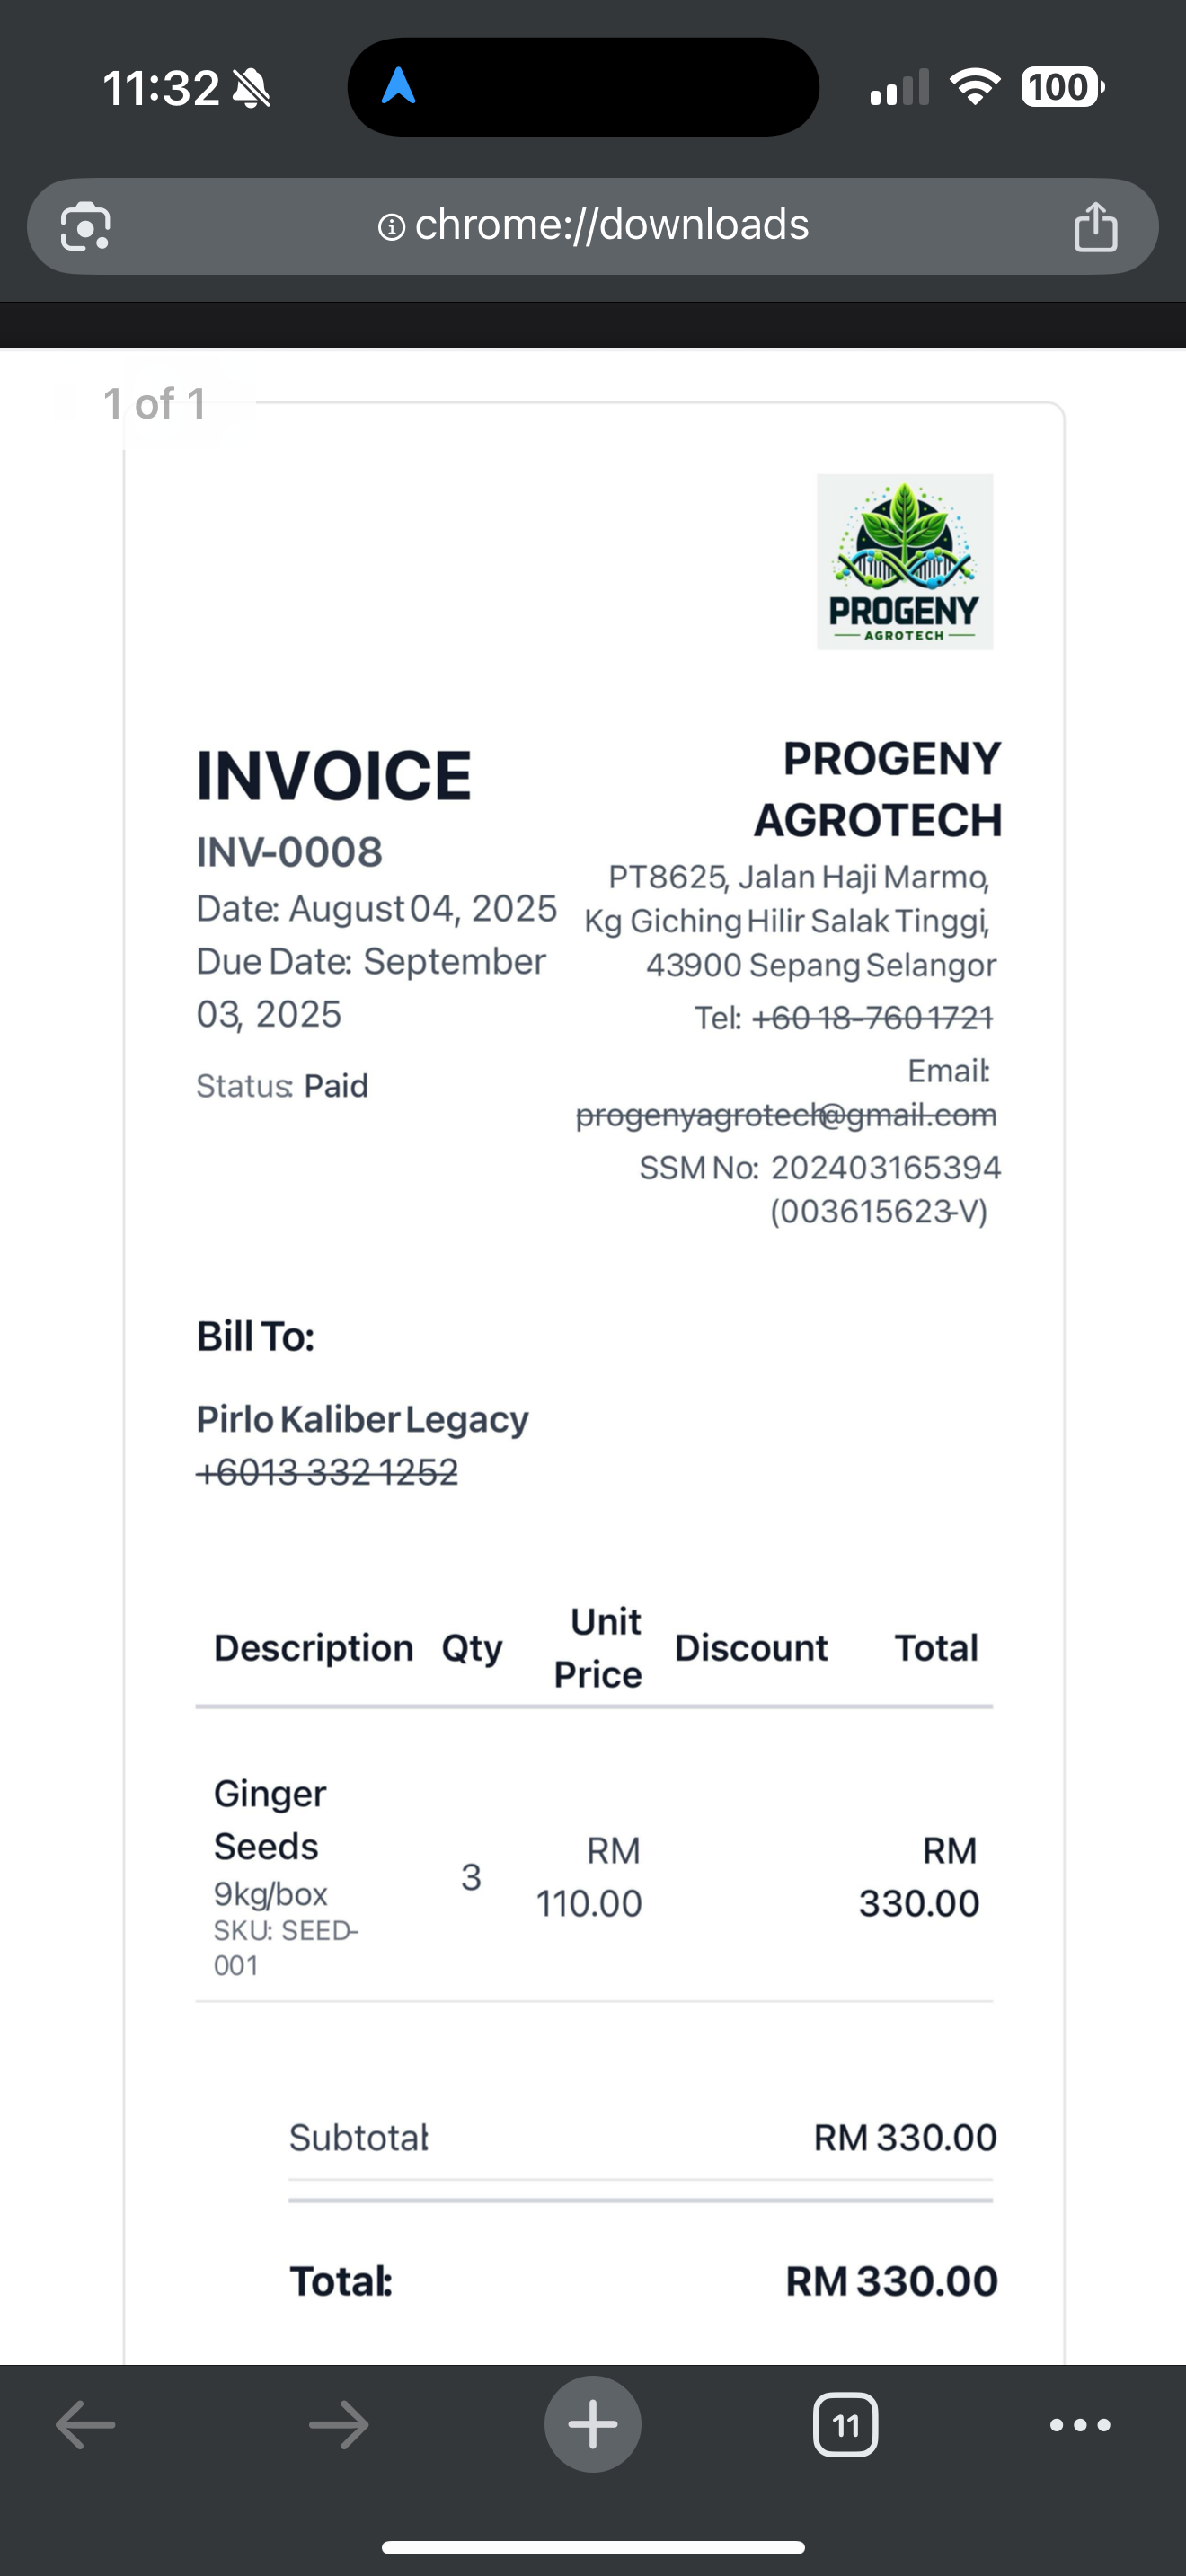 11:32
100
chrome://downloads
1 of 1
PROGENY
AGROTECH
INVOICE
INV-0008
Date: August 04, 2025
Due Date: September
03, 2025
Status: Paid
PROGENY
AGROTECH
PT8625, Jalan Haji Marmo,
Kg Giching Hilir Salak Tinggi,
43900 Sepang Selangor
Tel: +60 18-760 1721
Email:
progenyagrotech@gmail.com
SSM No: 202403165394
(003615623-V)
Bill To:
Pirlo Kaliber Legacy
+6013 332 1252
Description Qty Unit Price Discount Total
Ginger
Seeds
9kg/box
SKU: SEED-
001
3
RM
110.00
RM
330.00
Subtotal: RM 330.00
Total: RM 330.00
11